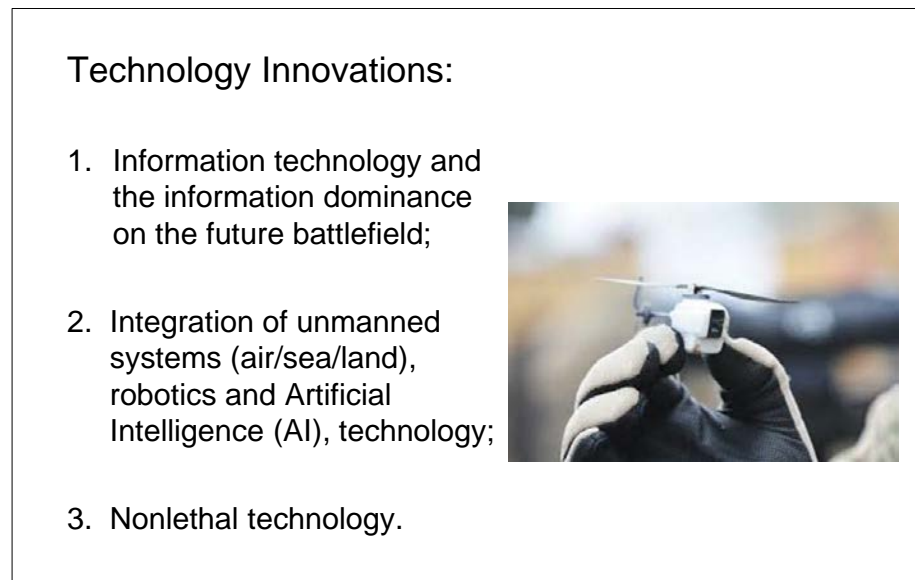 Technology Innovations:
1. Information technology and
the information dominance
on the future battlefield;
2. Integration of unmanned
systems (air/sea/land),
robotics and Artificial
Intelligence (AI), technology;
3. Nonlethal technology.